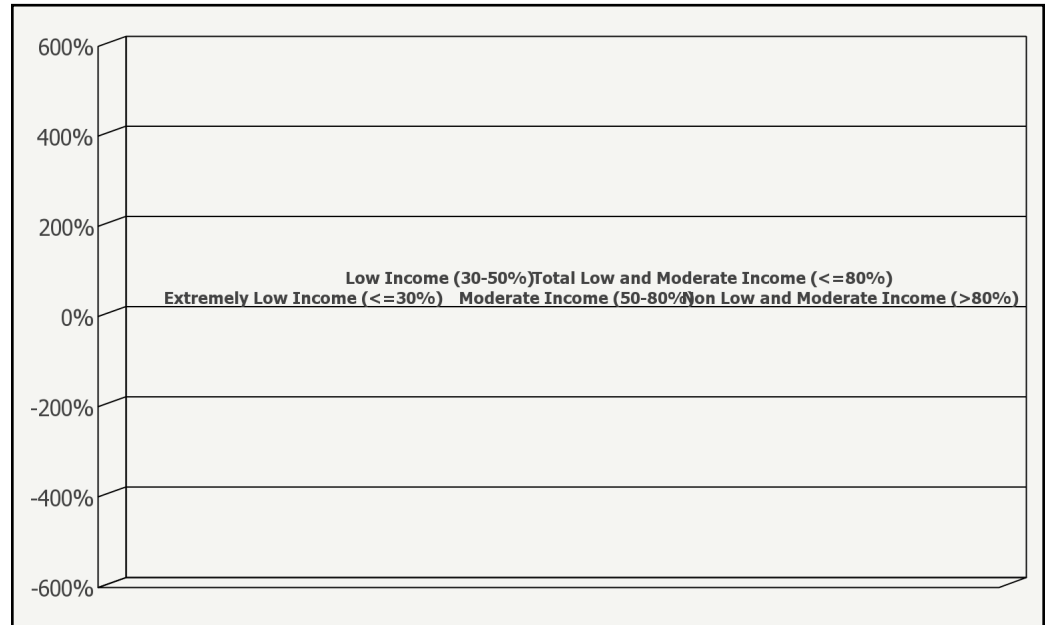 600%
400%
200%
Low Income (30-50%)
Total Low and Moderate Income (<=80%)
Extremely Low Income (<=30%)
Moderate Income (50-80%)
Non Low and Moderate Income (>80%)
0%
-200%
-400%
-600%